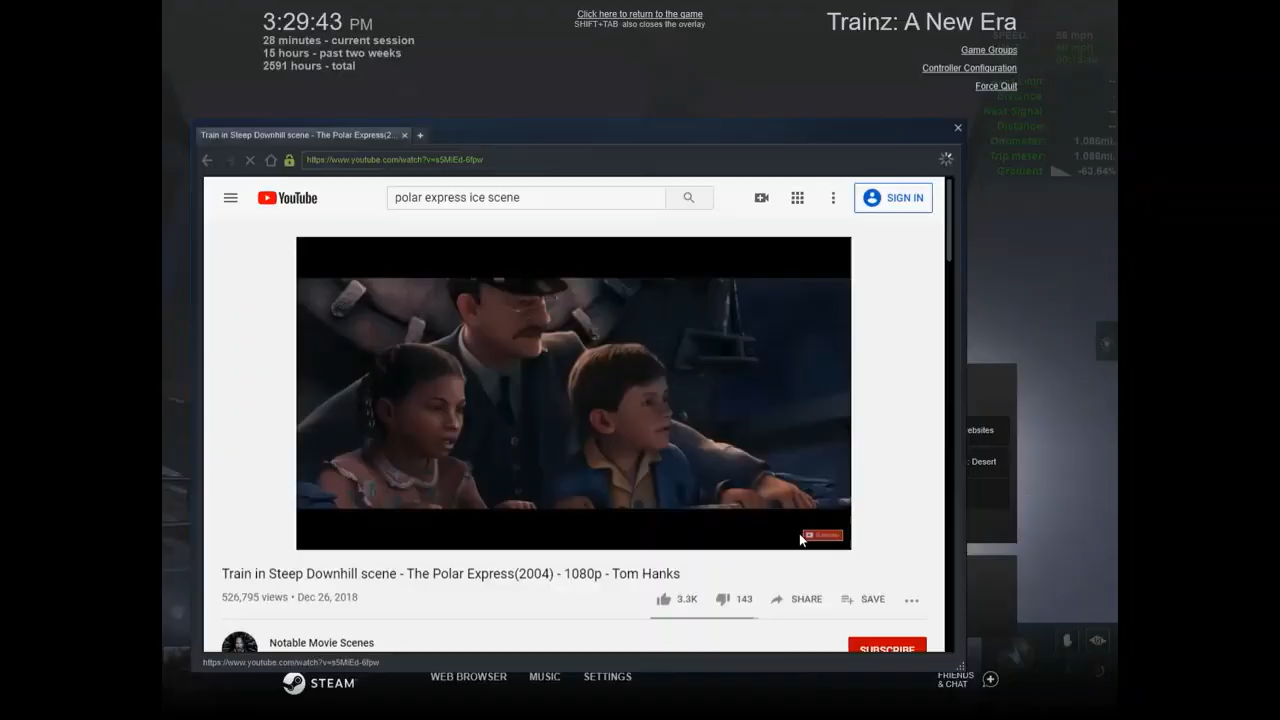 3:29:43 PM
28 minutes - current session
15 hours - past two weeks
2591 hours - total
Click here to return to the game
SHIFT+TAB also closes the overlay
Trainz: A New Era
Game Groups
Controller Configuration
Force Quit
SPEED:
Distance:
Next Signal
Distance:
Odometer: 1.086mi.
Trip meter: 1.086mi.
Gradient -63.64%
Train in Steep Downhill scene - The Polar Express(2... × +
https://www.youtube.com/watch?v=s5MiEd-6fpw
YouTube
polar express ice scene
SIGN IN
Train in Steep Downhill scene - The Polar Express(2004) - 1080p - Tom Hanks
526,795 views • Dec 26, 2018
3.3K
143
SHARE
SAVE
Notable Movie Scenes
SUBSCRIBE
ebsites
: Desert
https://www.youtube.com/watch?v=s5MiEd-6fpw
STEAM
WEB BROWSER
MUSIC
SETTINGS
FRIENDS
& CHAT